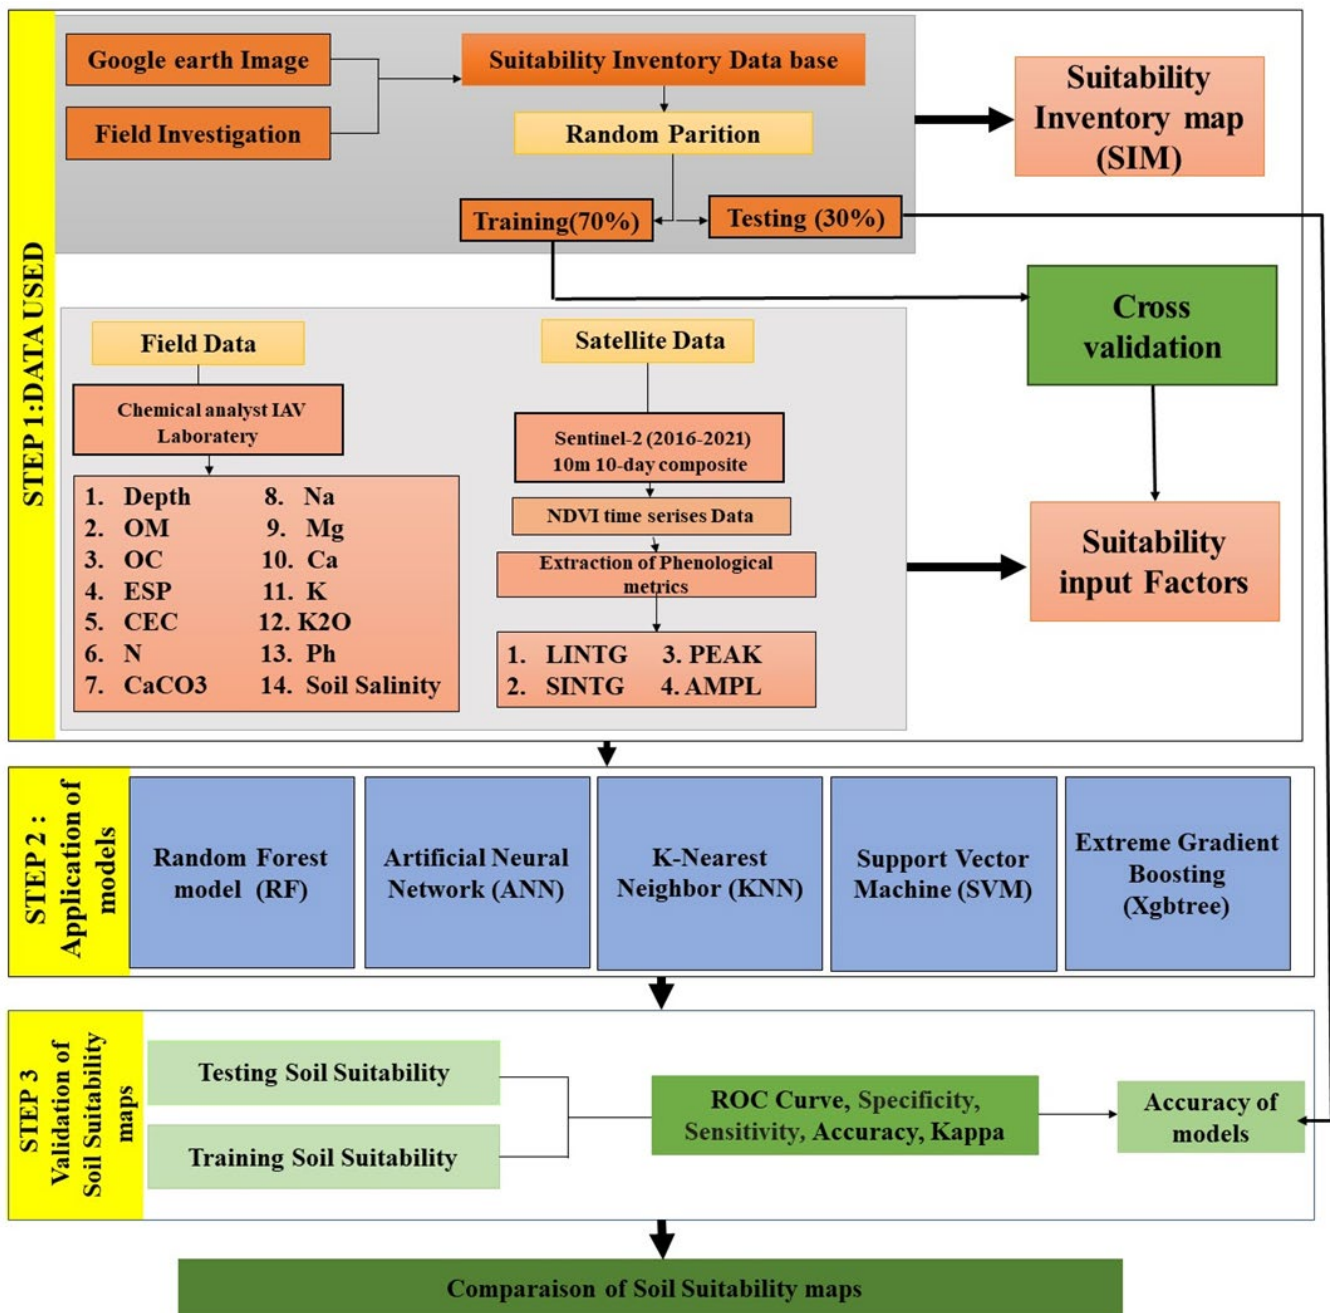 STEP 1:DATA USED
Google earth Image
Field Investigation
Suitability Inventory Data base
Random Parition
Training(70%)
Testing (30%)
Suitability
Inventory map
(SIM)
Cross
validation
Field Data
Chemical analyst IAV
Laboratery
1. Depth
2. OM
3. OC
4. ESP
5. CEC
6. N
7. CaCO3
8. Na
9. Mg
10. Ca
11. K
12. K2O
13. Ph
14. Soil Salinity
Satellite Data
Sentinel-2 (2016-2021)
10m 10-day composite
NDVI time serises Data
Extraction of Phenological
metrics
1. LINTG 3. PEAK
2. SINTG 4. AMPL
Suitability
input Factors
STEP 2 :
Application of
models
Random Forest
model (RF)
Artificial Neural
Network (ANN)
K-Nearest
Neighbor (KNN)
Support Vector
Machine (SVM)
Extreme Gradient
Boosting
(Xgbtree)
STEP 3
Validation of
Soil Suitability
maps
Testing Soil Suitability
Training Soil Suitability
ROC Curve, Specificity,
Sensitivity, Accuracy, Kappa
Accuracy of
models
Comparaison of Soil Suitability maps